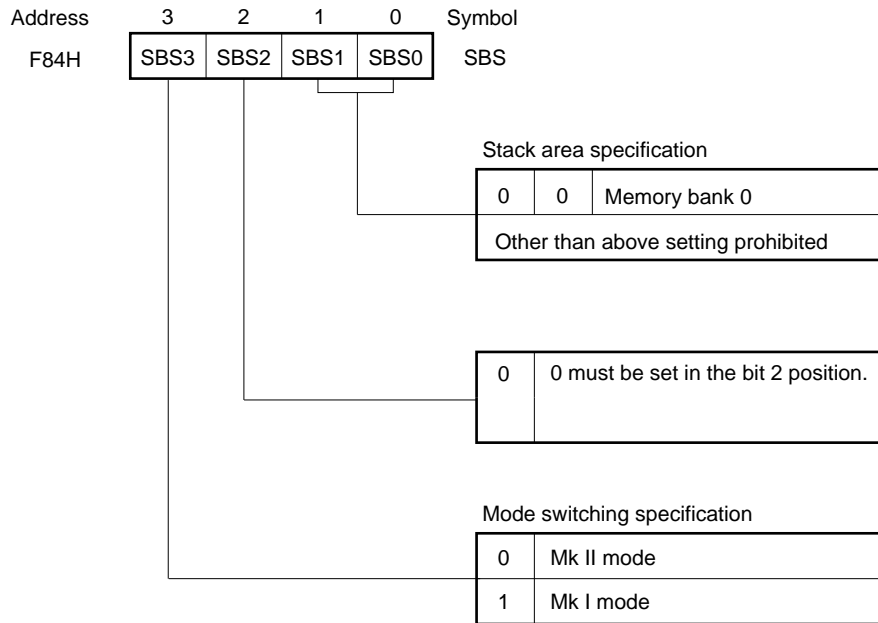 Address 3 2 1 0 Symbol
F84H SBS3 SBS2 SBS1 SBS0 SBS
Stack area specification
0 0 Memory bank 0
Other than above setting prohibited
0 0 must be set in the bit 2 position.
Mode switching specification
0 Mk II mode
1 Mk I mode